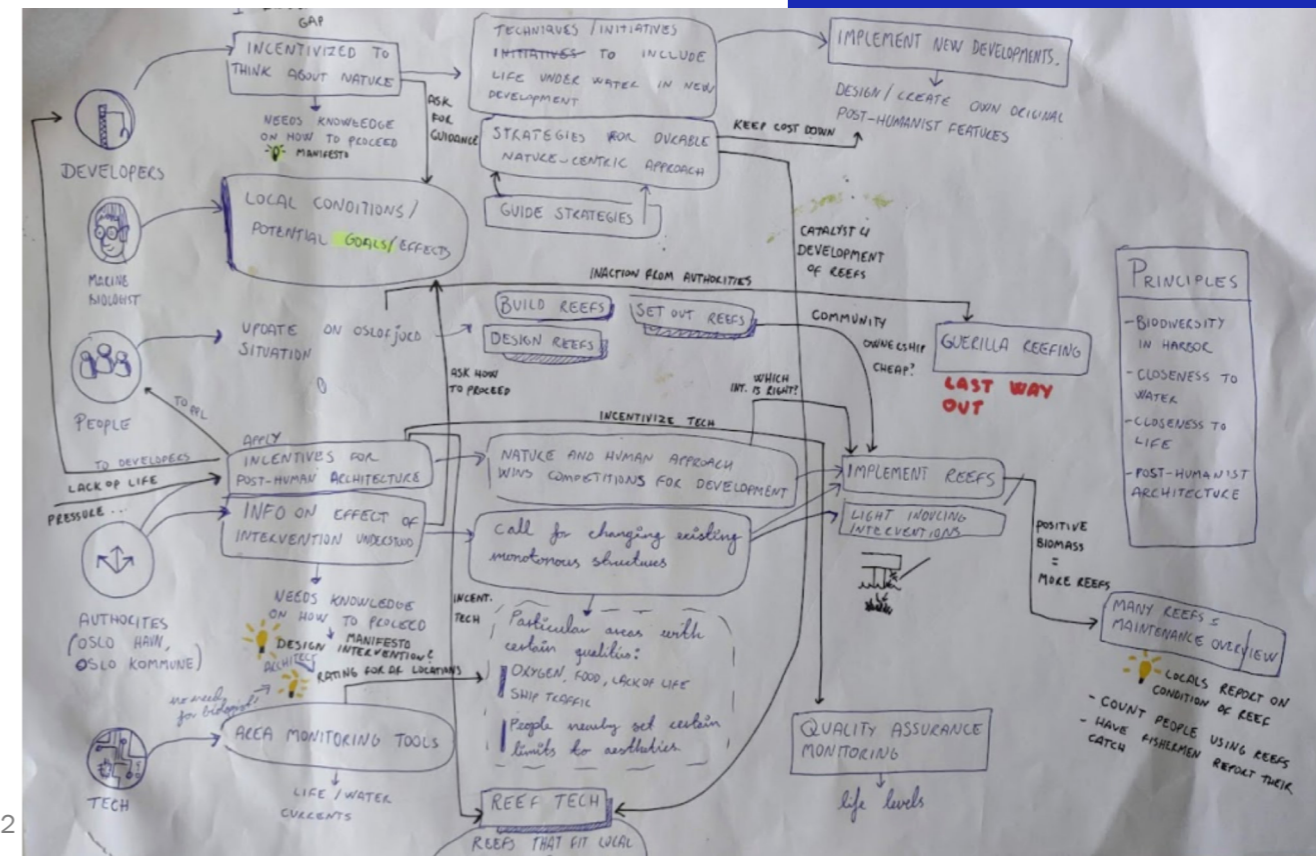 GAP
INCENTIVIZED TO
THINK ABOUT NATURE
NEEDS KNOWLEDGE
ON HOW TO PROCEED
MANIFESTO
ASK
FOR
GUIDANCE
TECHNIQUES / INITIATIVES
INITIATIVES TO INCLUDE
LIFE UNDER WATER IN NEW
DEVELOPMENT
STRATEGIES FOR DURABLE
NATURE-CENTRIC APPROACH
GUIDE STRATEGIES
KEEP COST DOWN
IMPLEMENT NEW DEVELOPMENTS.
DESIGN / CREATE OWN ORIGINAL
POST-HUMANIST FEATURES
DEVELOPERS
LOCAL CONDITIONS /
POTENTIAL GOALS / EFFECTS
MARINE
BIOLOGIST
CATALYST
DEVELOPMENT
OF REEFS
PRINCIPLES
-BIODIVERSITY
IN HARBOR
-CLOSENESS TO
WATER
-CLOSENESS TO
LIFE
-POST-HUMANIST
ARCHITECTURE
PEOPLE
UPDATE ON OSLOFJORD
SITUATION
INACTION FROM AUTHORITIES
BUILD REEFS
SET OUT REEFS
DESIGN REEFS
COMMUNITY
OWNERSHIP
CHEAP?
GUERILLA REEFING
LAST WAY
OUT
ASK HOW
TO PROCEED
WHICH
INT. IS RIGHT?
INCENTIVIZE TECH
TO PPL
TO DEVELOPERS
LACK OF LIFE
PRESSURE ...
APPLY
INCENTIVES FOR
POST-HUMAN ARCHITECTURE
INFO ON EFFECT OF
INTERVENTION UNDERSTOOD
NATURE AND HUMAN APPROACH
WINS COMPETITIONS FOR DEVELOPMENT
call for changing existing
monotonous structures
IMPLEMENT REEFS
LIGHT INDUCING
INTERVENTIONS
POSITIVE
BIOMASS
=
MORE REEFS
MANY REEFS
MAINTENANCE OVERVIEW
- LOCALS REPORT ON
CONDITION OF REEF
- COUNT PEOPLE USING REEFS
- HAVE FISHERMEN REPORT THEIR
CATCH
AUTHORITES
(OSLO HAVN,
OSLO KOMMUNE)
NEEDS KNOWLEDGE
ON HOW TO PROCEED
MANIFESTO
DESIGN INTERVENTION?
ARCHITECT
RATING FOR LOCATIONS
no needy
for biologist
INCENT.
TECH
Particular areas with
certain qualities:
OXYGEN, FOOD, LACK OF LIFE
SHIP TRAFFIC
People nearby set certain
limits to aesthetics.
TECH
AREA MONITORING TOOLS
LIFE / WATER
CURRENTS
QUALITY ASSURANCE
MONITORING
life levels
REEF TECH
REEFS THAT FIT LOCAL
2